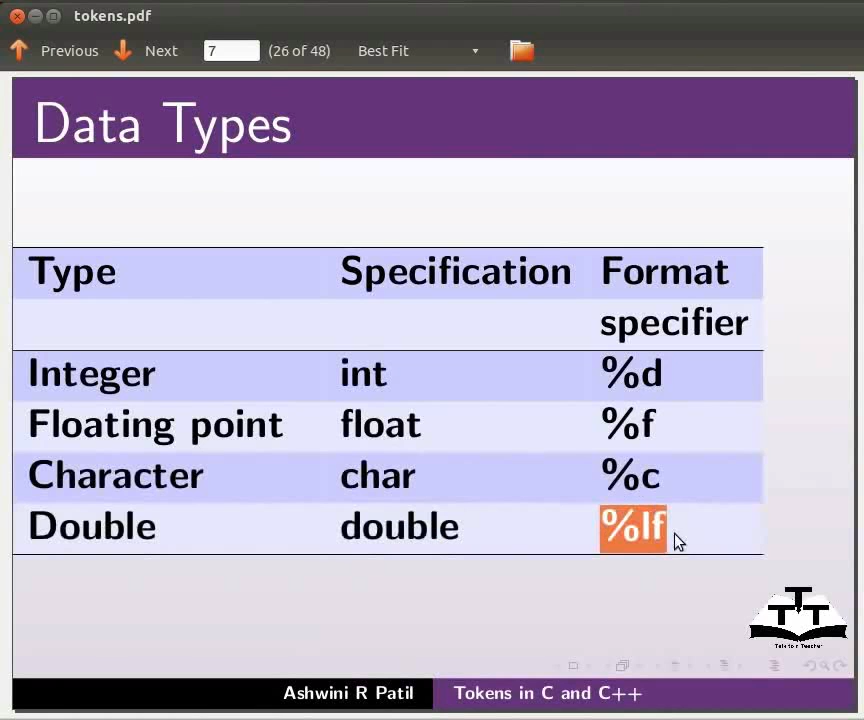 tokens.pdf
Previous Next 7 (26 of 48) Best Fit
Data Types
Type Specification Format
specifier
Integer int %d
Floating point float %f
Character char %c
Double double %lf
TTT
Ashwini R Patil Tokens in C and C++